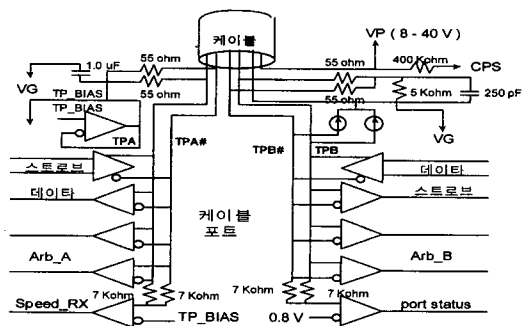 케이블
VP ( 8 - 40 V )
1.0 uF
55 ohm
55 ohm
400 Kohm
CPS
VG
TP_BIAS
55 ohm
55 ohm
5 Kohm
250 pF
TP_BIAS
VG
TPA
TPA#
TPB#
TPB
스트로브
데이타
데이타
스트로브
케이블
포트
Arb_A
Arb_B
7 Kohm
7 Kohm
7 Kohm
7 Kohm
Speed_RX
TP_BIAS
0.8 V
port status